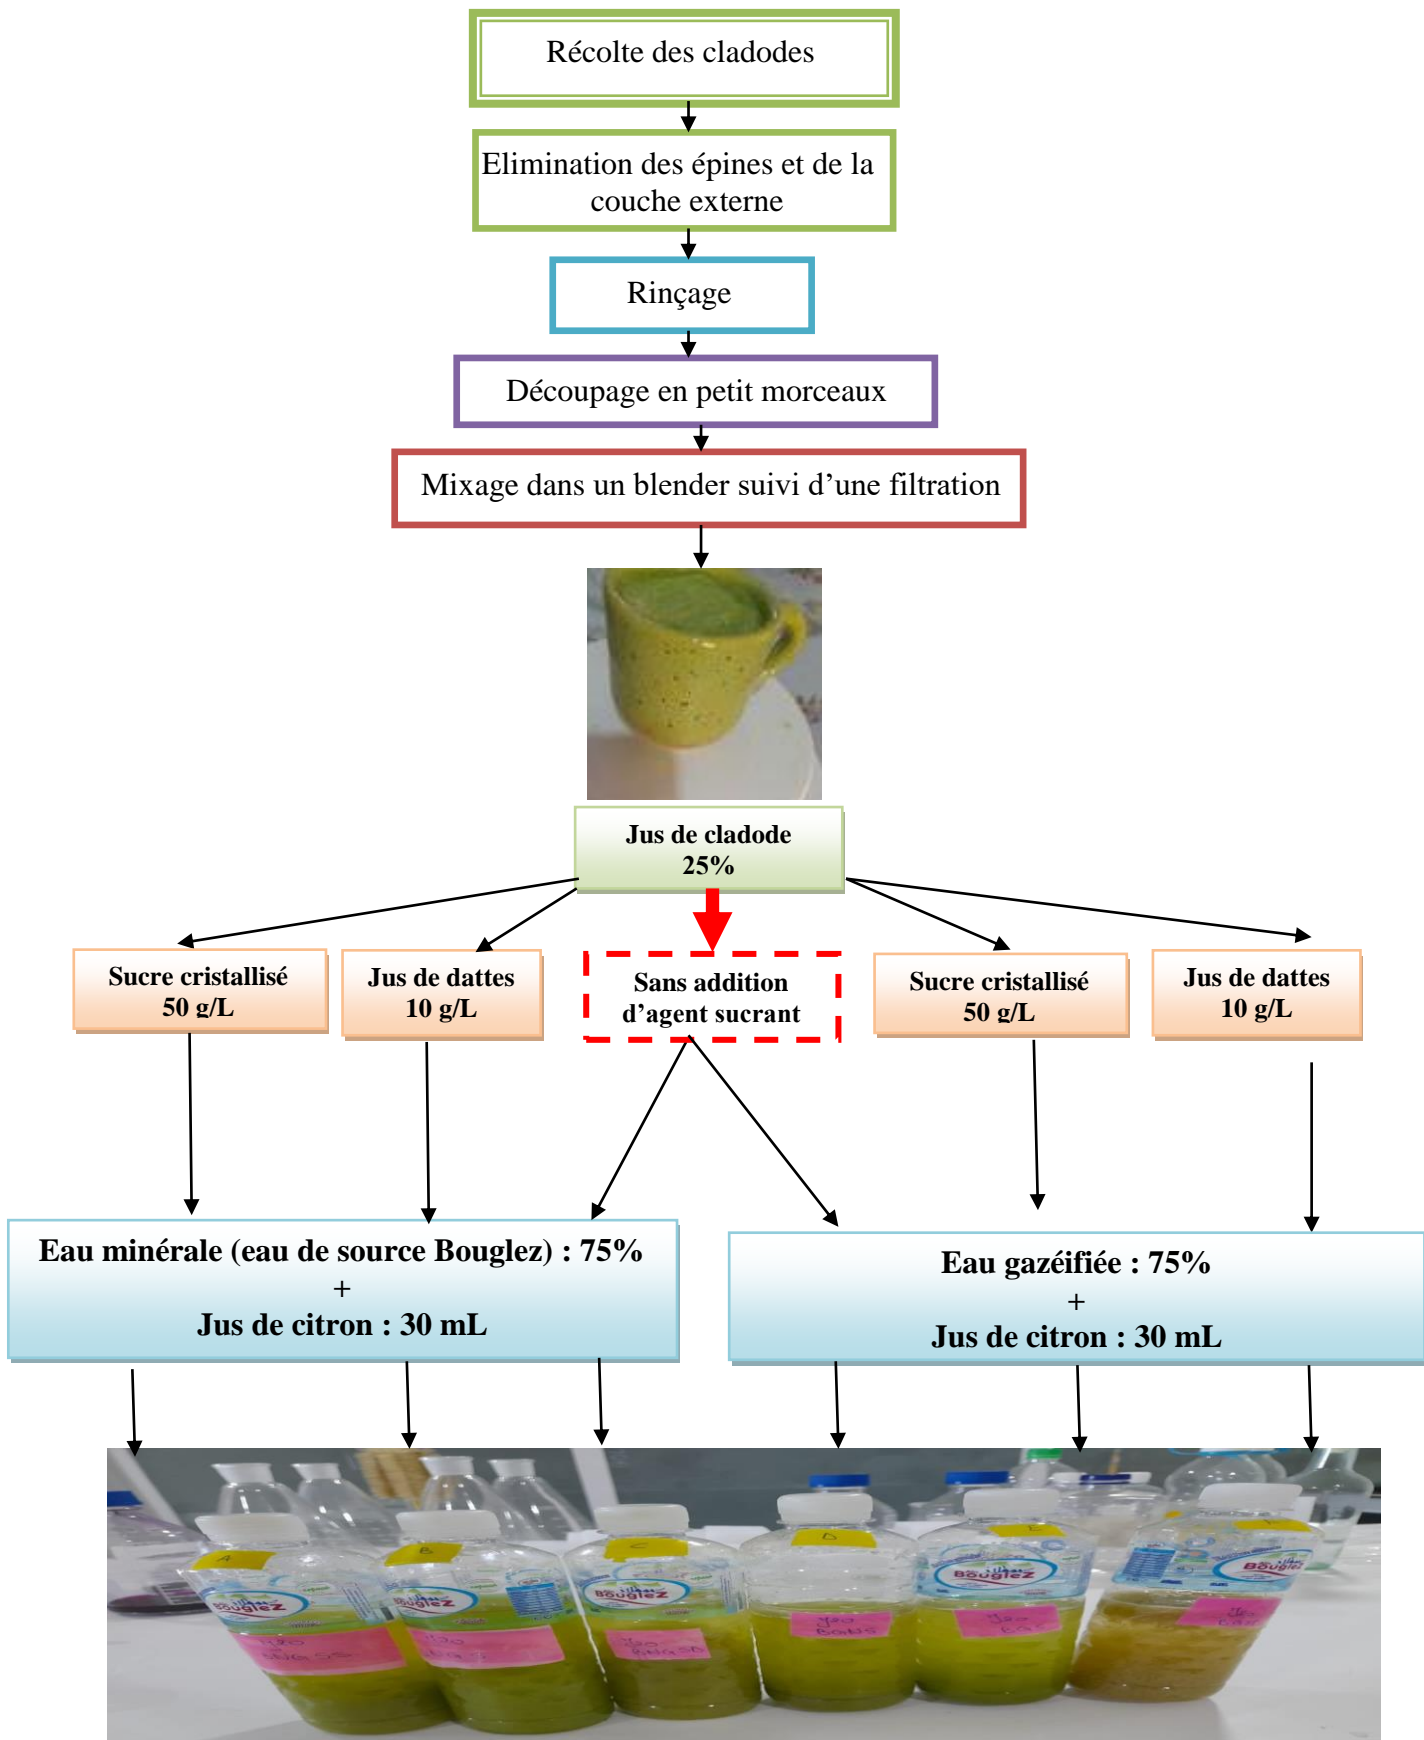 Récolte des cladodes
Elimination des épines et de la
couche externe
Rinçage
Découpage en petit morceaux
Mixage dans un blender suivi d’une filtration
Jus de cladode
25%
Sucre cristallisé
50 g/L
Jus de dattes
10 g/L
Sans addition
d’agent sucrant
Sucre cristallisé
50 g/L
Jus de dattes
10 g/L
Eau minérale (eau de source Bouglez) : 75%
+
Jus de citron : 30 mL
Eau gazéifiée : 75%
+
Jus de citron : 30 mL
A
B
C
D
E
BougleZ
BougleZ
BougleZ
BougleZ
BougleZ